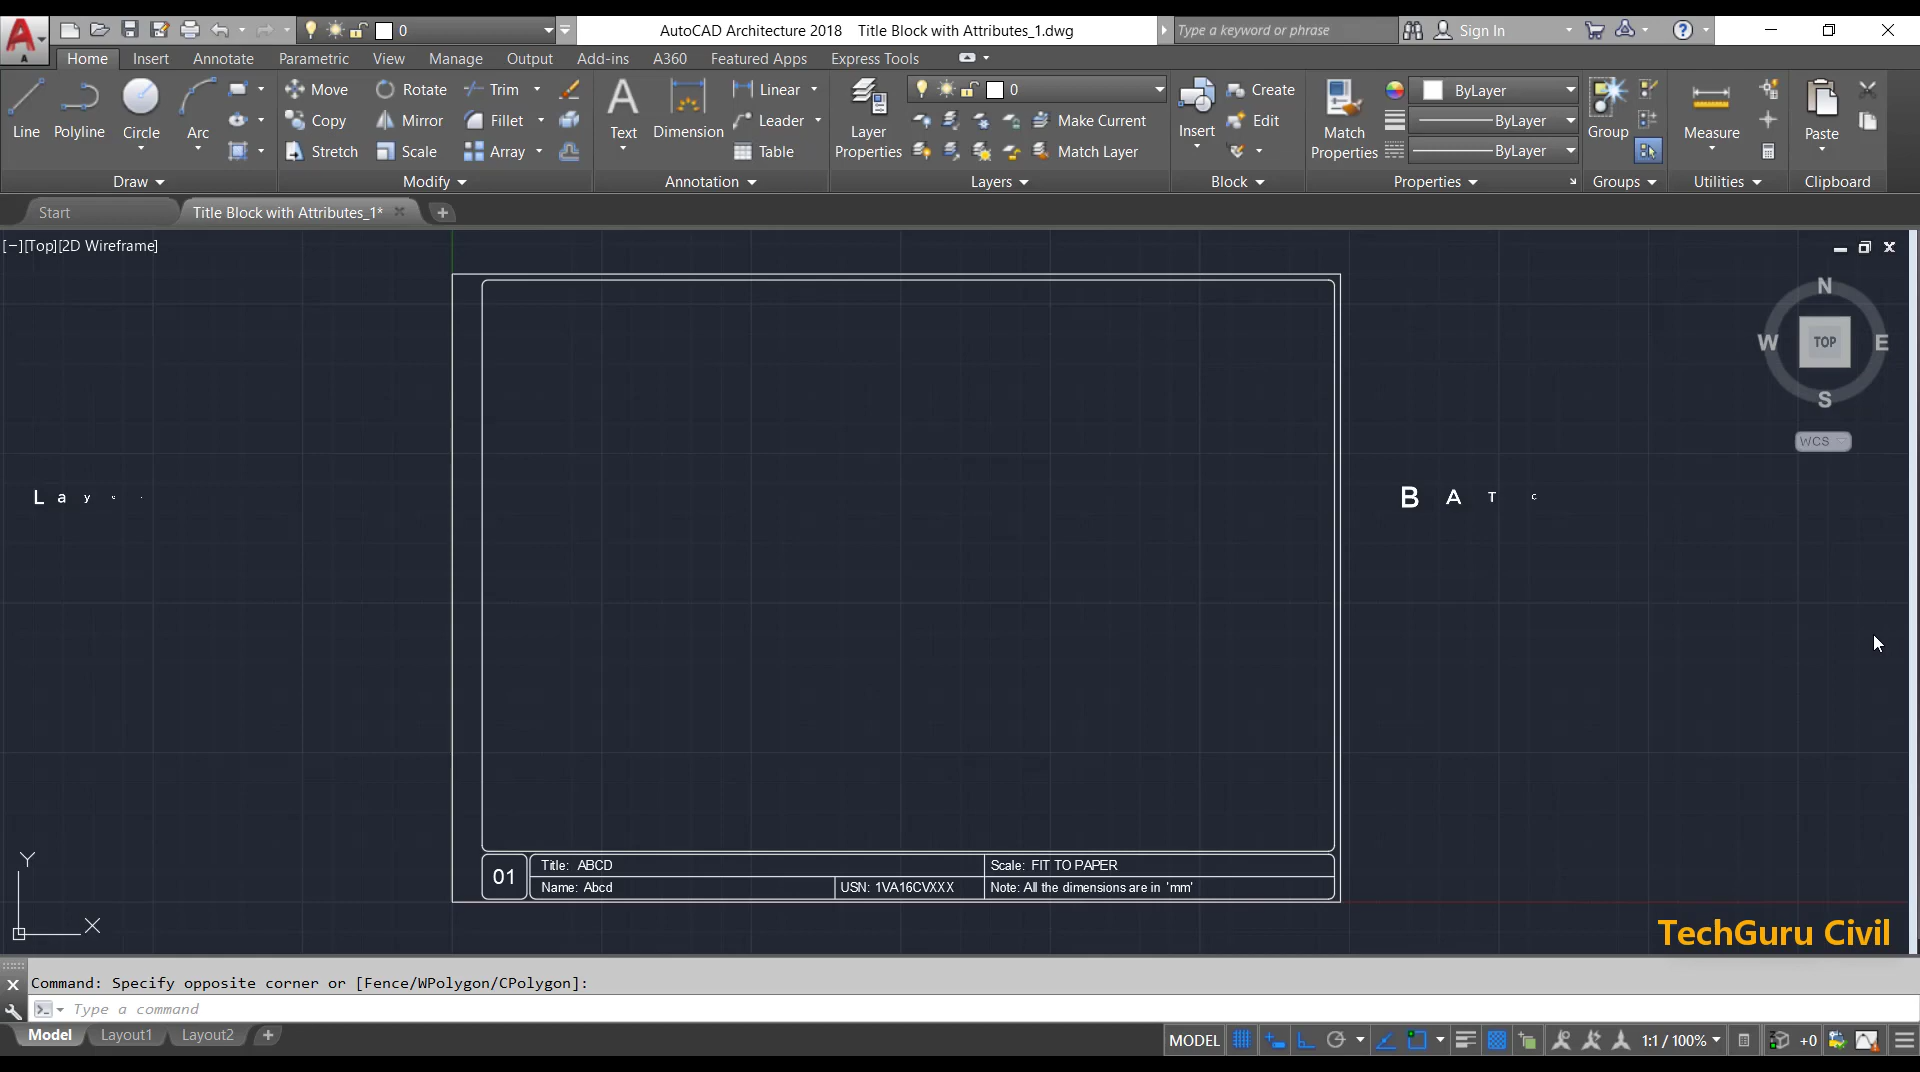 A
0
AutoCAD Architecture 2018 Title Block with Attributes_1.dwg
Type a keyword or phrase
Sign In
Home Insert Annotate Parametric View Manage Output Add-ins A360 Featured Apps Express Tools
Line Polyline Circle Arc
Move Rotate Trim
Copy Mirror Fillet
Stretch Scale Array
Text Dimension
Linear
Leader
Table
Layer Properties
0
Make Current
Match Layer
Insert
Create
Edit
Match Properties
ByLayer
ByLayer
ByLayer
Group
Measure
Paste
Draw Modify Annotation Layers Block Properties Groups Utilities Clipboard
Start Title Block with Attributes_1*
[−][Top][2D Wireframe]
N
W TOP E
S
WCS
L a y e
B A T C
01
Title: ABCD
Scale: FIT TO PAPER
Name: Abcd
USN: 1VA16CVXXX
Note: All the dimensions are in 'mm'
Y
X
TechGuru Civil
Command: Specify opposite corner or [Fence/WPolygon/CPolygon]:
Type a command
Model Layout1 Layout2
MODEL 1:1 / 100% +0